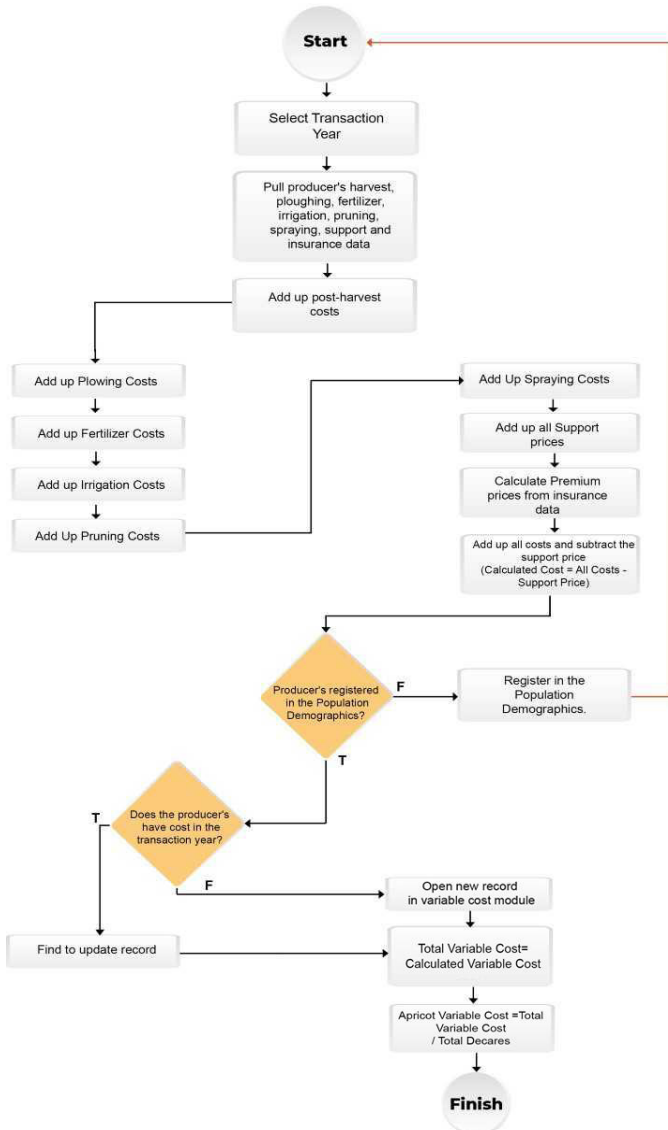 Start
Select Transaction
Year
Pull producer's harvest,
ploughing, fertilizer,
irrigation, pruning,
spraying, support and
insurance data
Add up post-harvest
costs
Add up Plowing Costs
Add up Fertilizer Costs
Add up Irrigation Costs
Add Up Pruning Costs
Add Up Spraying Costs
Add up all Support
prices
Calculate Premium
prices from insurance
data
Add up all costs and subtract the
support price
(Calculated Cost = All Costs -
Support Price)
Producer's registered
in the Population
Demographics?
F
Register in the
Population
Demographics.
T
Does the producer's
have cost in the
transaction year?
T
F
Open new record
in variable cost module
Find to update record
Total Variable Cost=
Calculated Variable Cost
Apricot Variable Cost =Total
Variable Cost
/ Total Decares
Finish